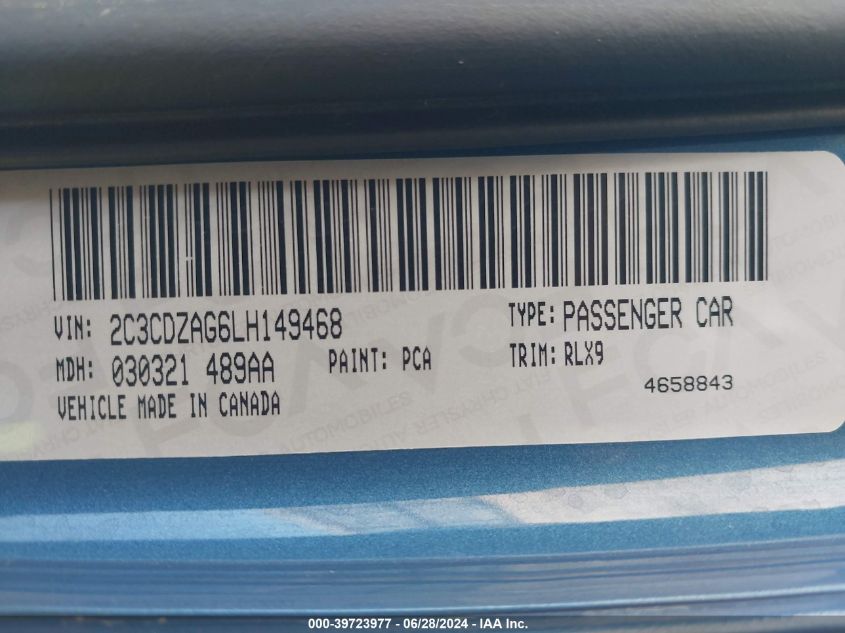 VIN: 2C3CDZAG6LH149468 TYPE: PASSENGER CAR
MDH: 030321 489AA PAINT: PCA TRIM: RLX9
VEHICLE MADE IN CANADA 4658843
000-39723977 - 06/28/2024 - IAA Inc.